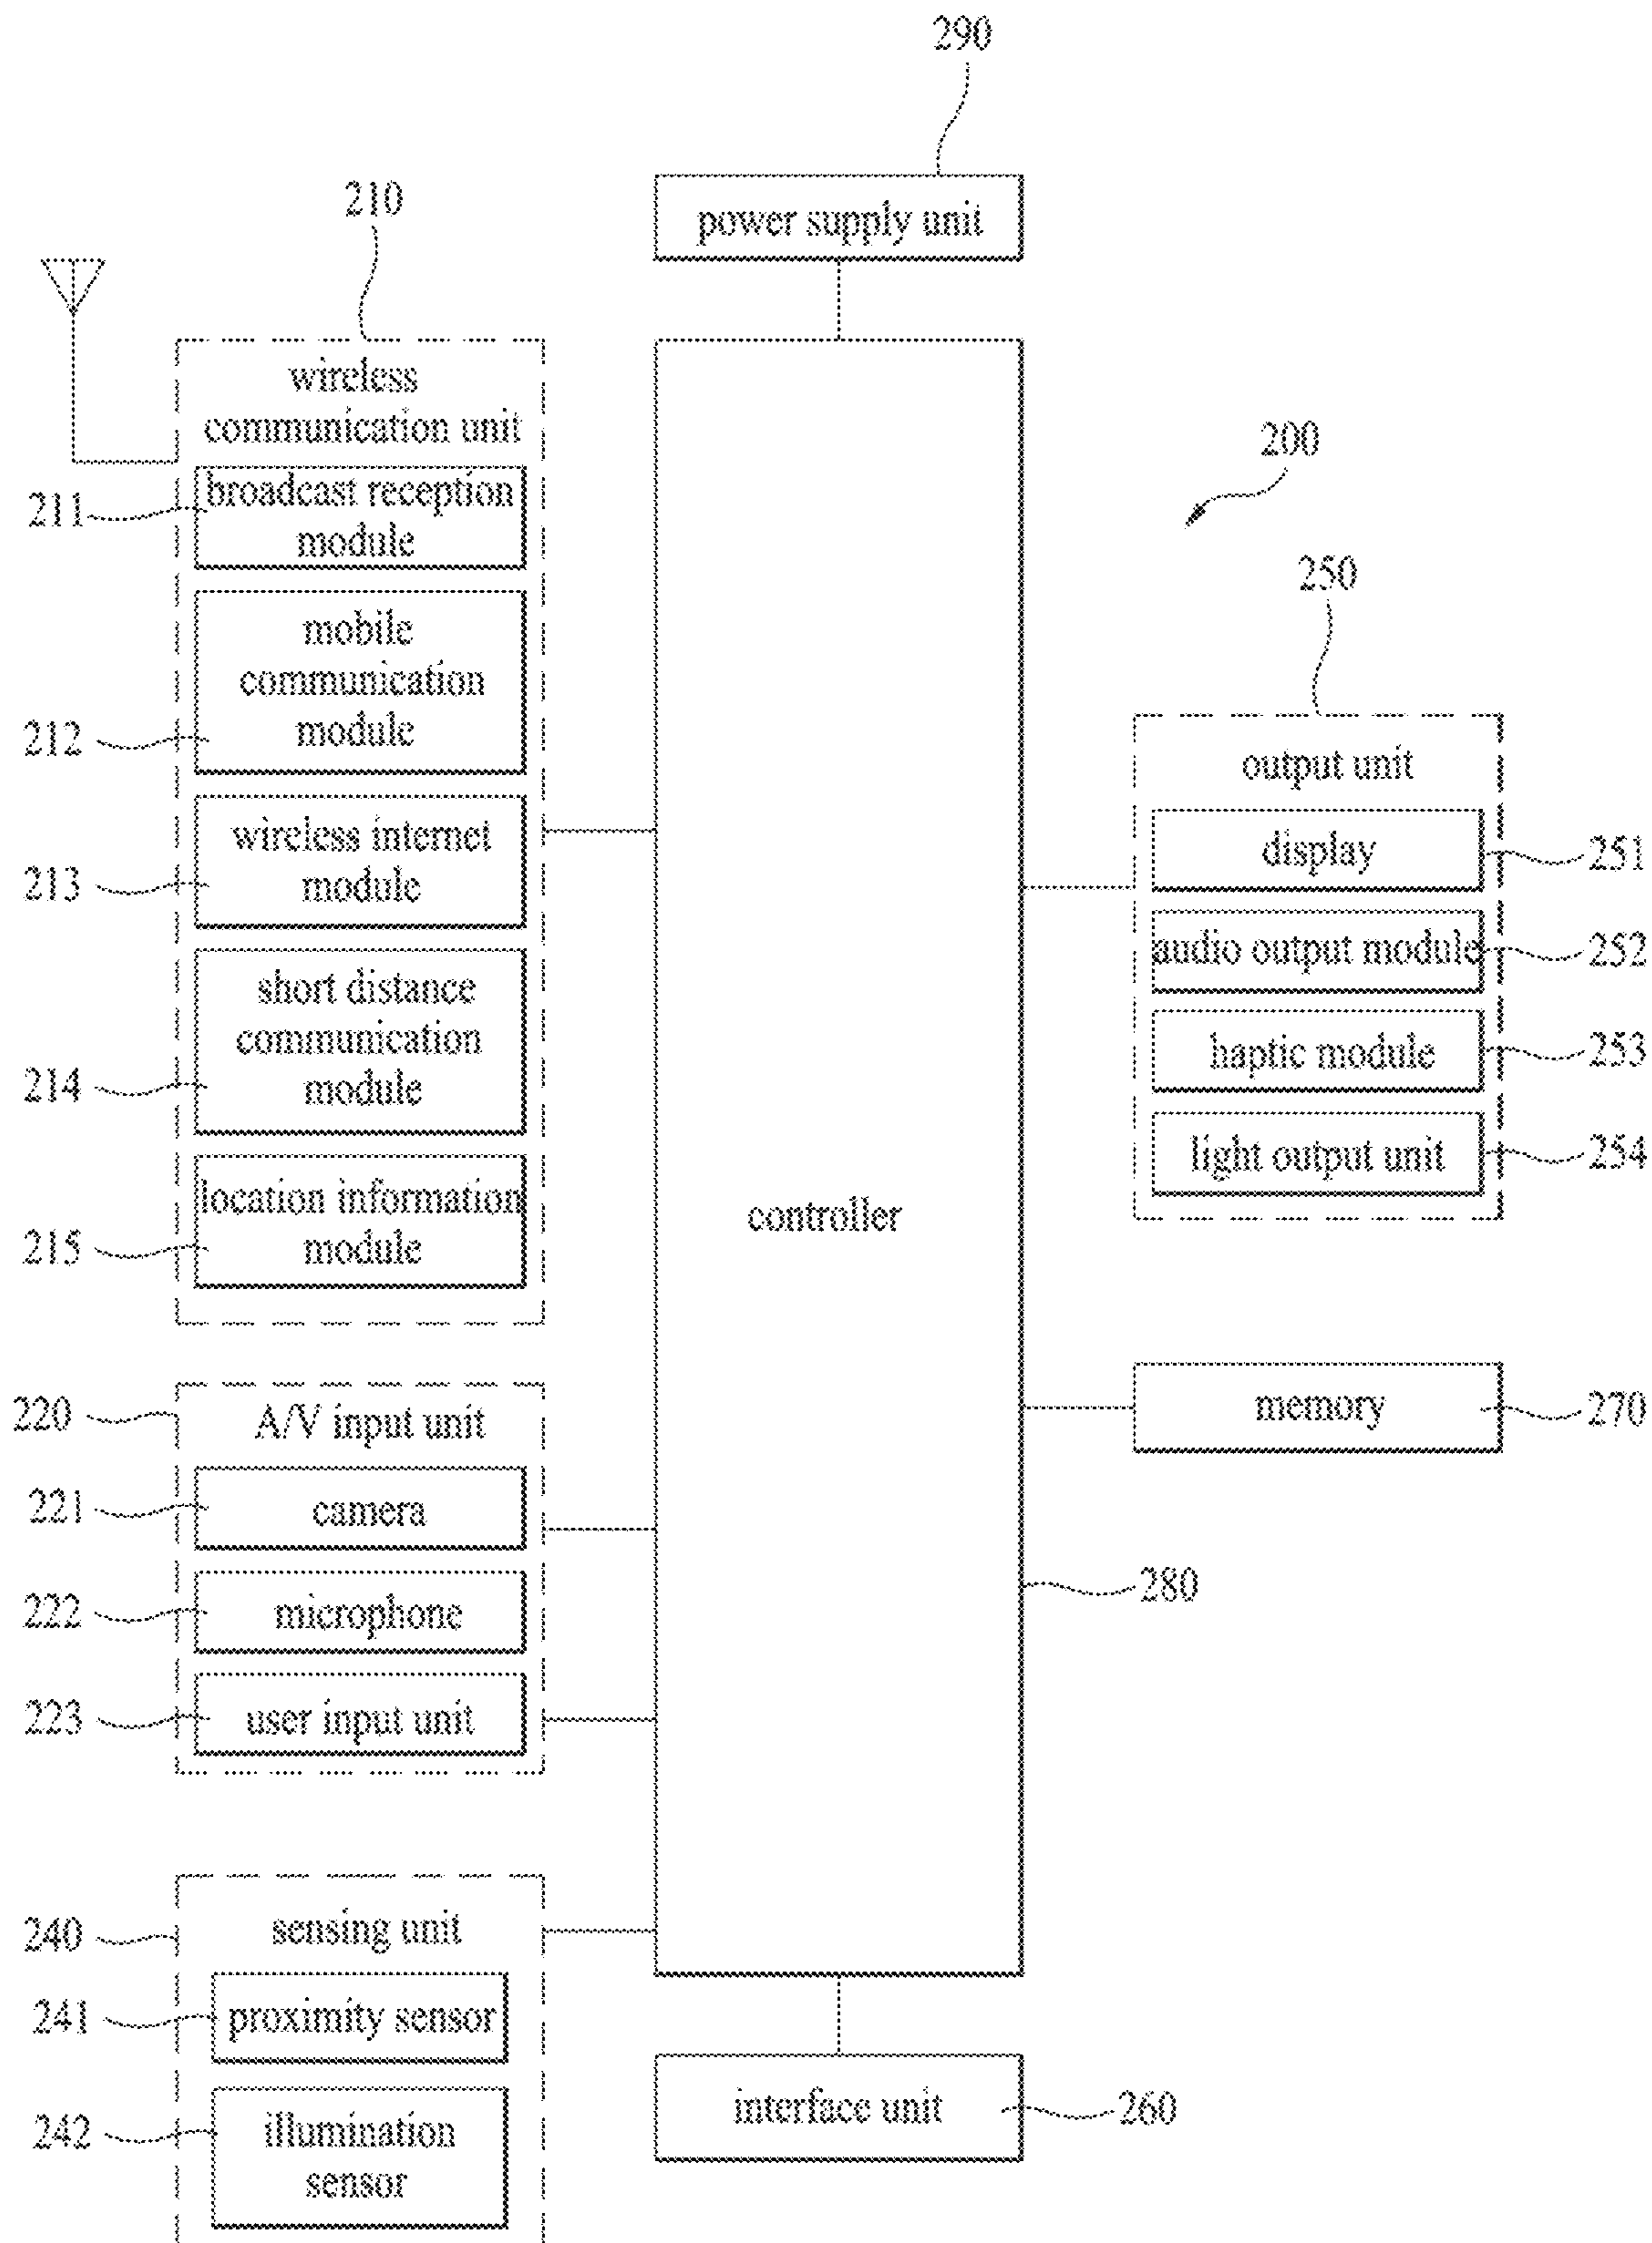 290
power supply unit
210
wireless
communication unit
211
broadcast reception
module
212
mobile
communication
module
213
wireless internet
module
214
short distance
communication
module
215
location information
module
220
A/V input unit
221
camera
222
microphone
223
user input unit
240
sensing unit
241
proximity sensor
242
illumination
sensor
controller
280
interface unit
260
200
250
output unit
display
251
audio output module
252
haptic module
253
light output unit
254
memory
270